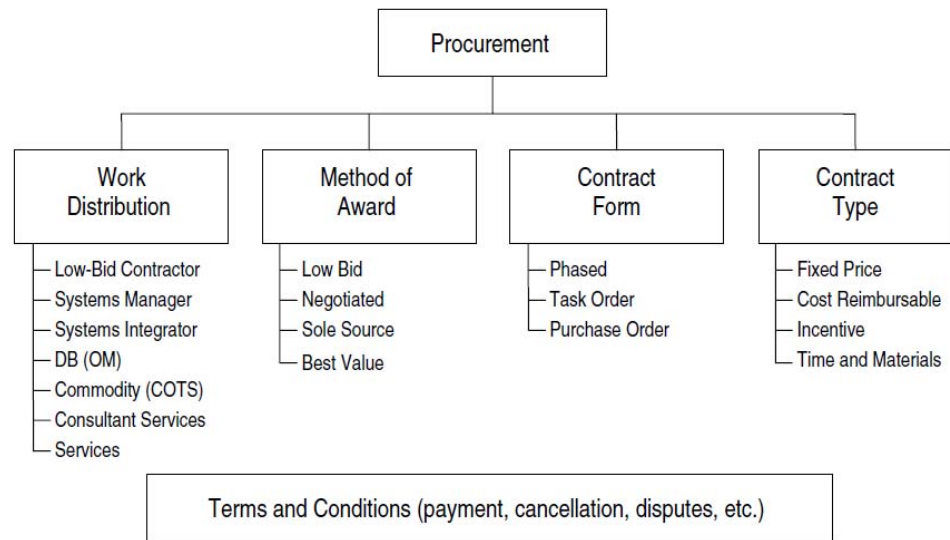 Procurement
Work
Distribution
Low-Bid Contractor
Systems Manager
Systems Integrator
DB (OM)
Commodity (COTS)
Consultant Services
Services
Method of
Award
Low Bid
Negotiated
Sole Source
Best Value
Contract
Form
Phased
Task Order
Purchase Order
Contract
Type
Fixed Price
Cost Reimbursable
Incentive
Time and Materials
Terms and Conditions (payment, cancellation, disputes, etc.)